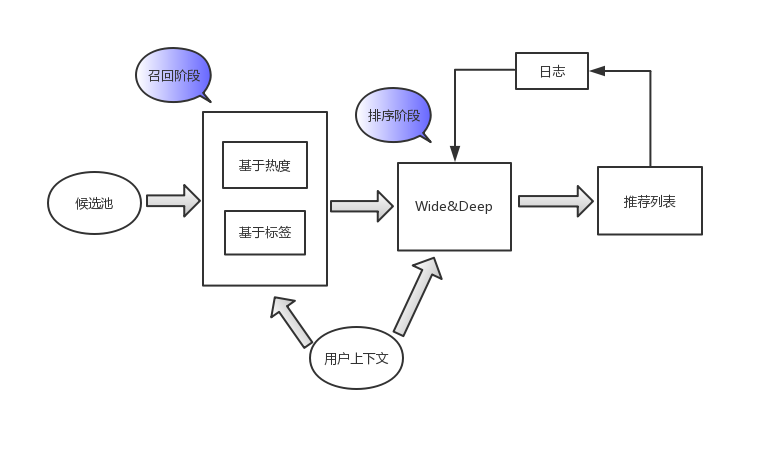 召回阶段
日志
排序阶段
基于热度
候选池
Wide&Deep
推荐列表
基于标签
用户上下文